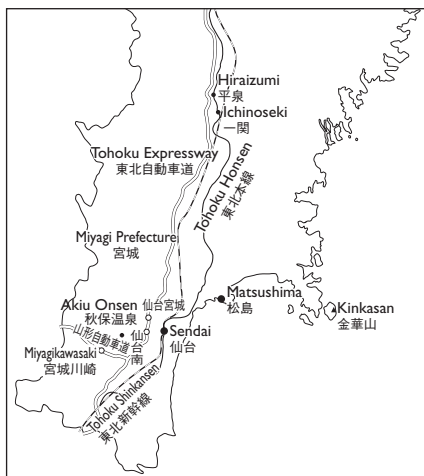 Hiraizumi
平泉
Ichinoseki
一関
Tohoku Expressway
東北自動車道
Tohoku Honsen
東北本線
Miyagi Prefecture
宮城
Matsushima
松島
Kinkasan
金華山
Akiu Onsen
秋保温泉
仙台宮城
仙台南
Sendai
仙台
山形自動車道
Miyagikawasaki
宮城川崎
Tohoku Shinkansen
東北新幹線